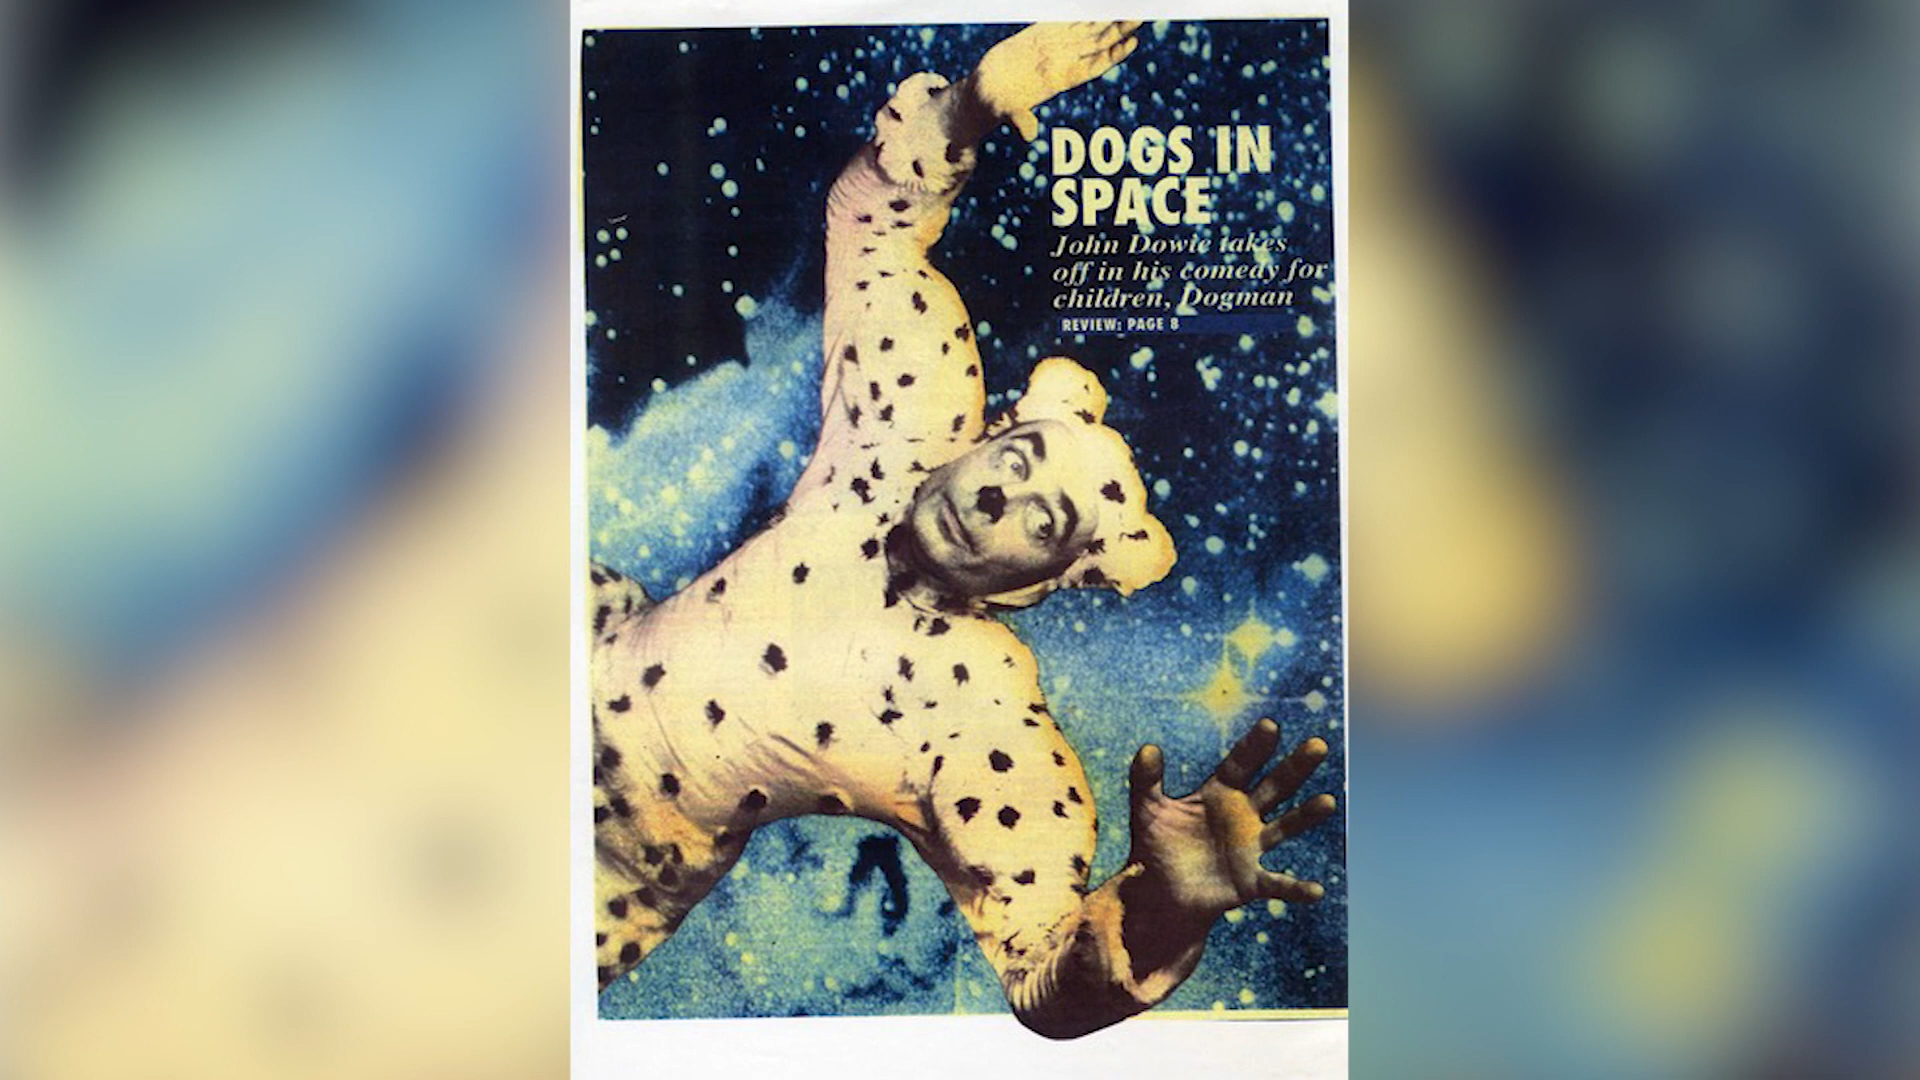 DOGS IN
SPACE
John Dowie takes
off in his comedy for
children, Dogman
REVIEW: PAGE 8